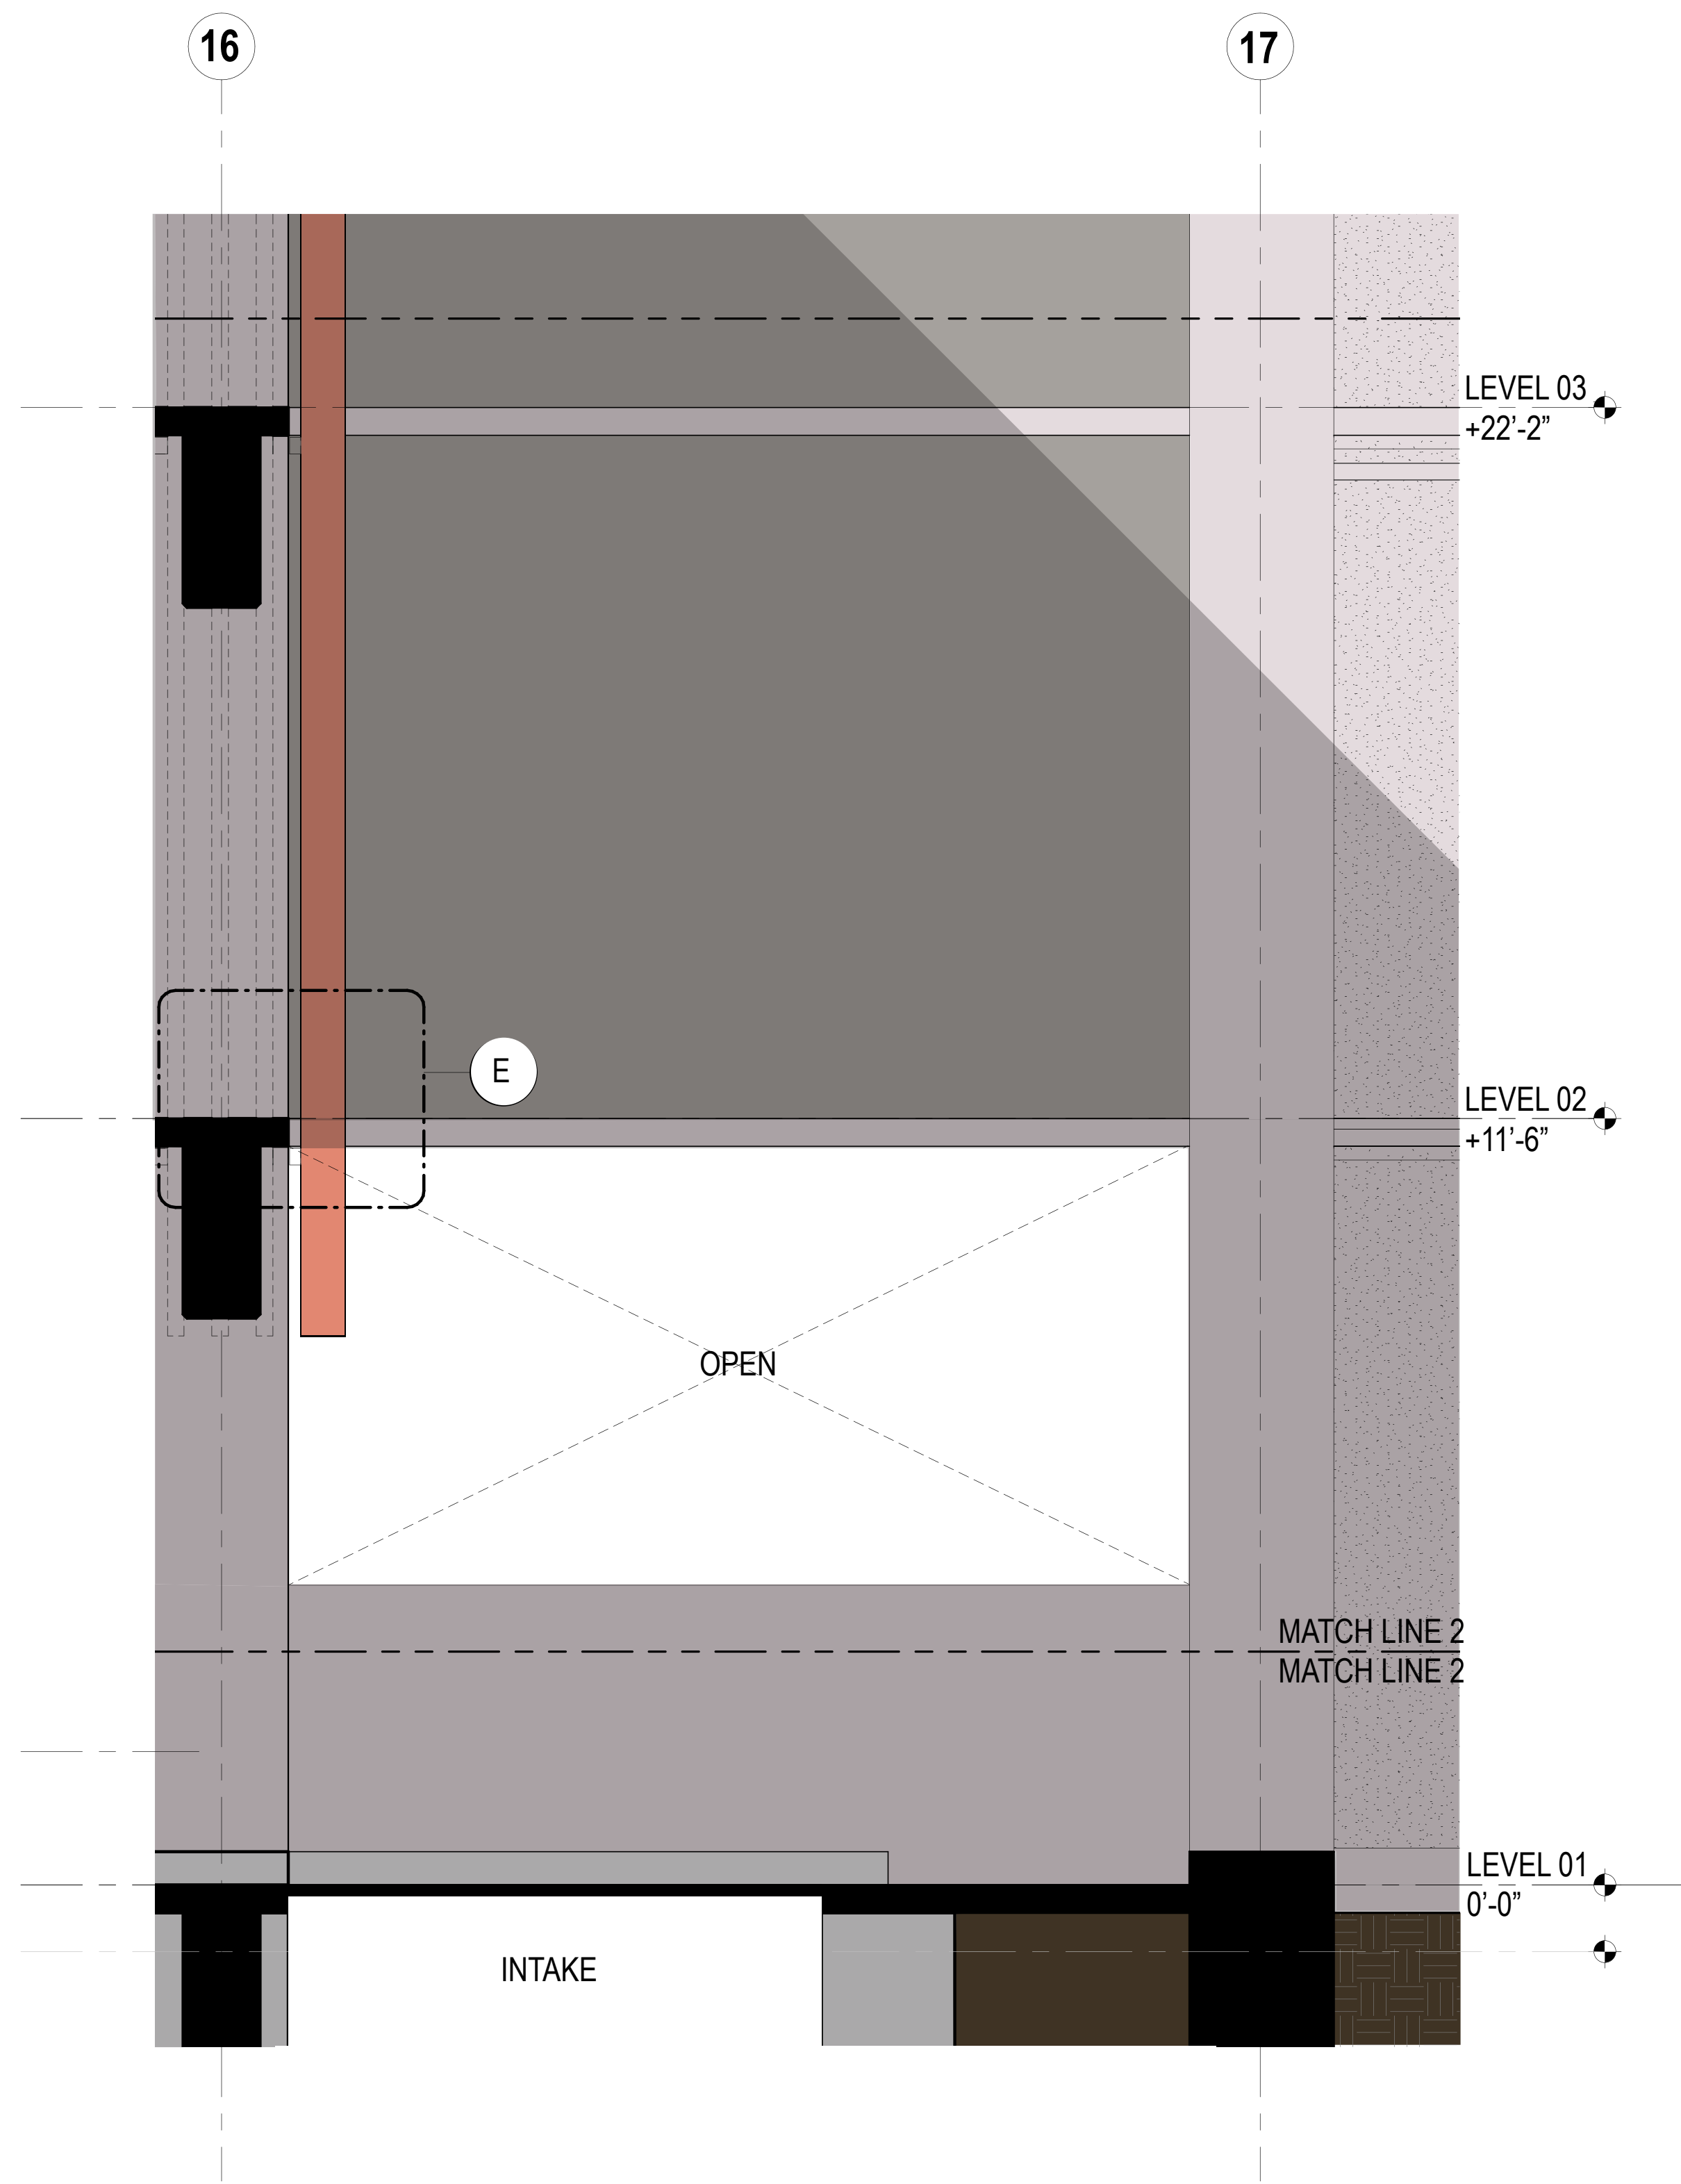 16
17
LEVEL 03
+22’-2”
E
LEVEL 02
+11’-6”
OPEN
MATCH LINE 2
MATCH LINE 2
LEVEL 01
0’-0”
INTAKE